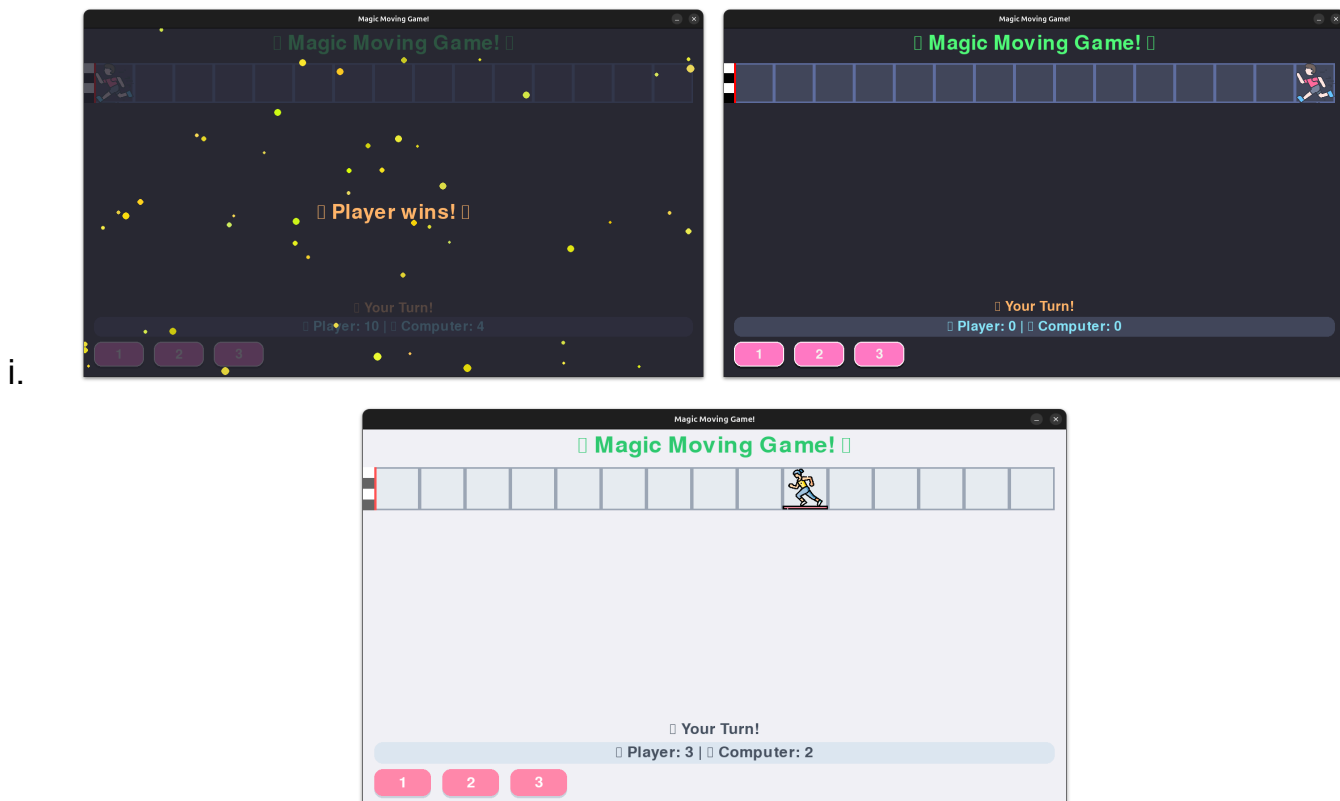 Magic Moving Game!
▯ Magic Moving Game! ▯
▯ Player wins! ▯
▯ Your Turn!
▯ Player: 10 | ▯ Computer: 4
1 2 3
Magic Moving Game!
▯ Magic Moving Game! ▯
▯ Your Turn!
▯ Player: 0 | ▯ Computer: 0
1 2 3
i.
Magic Moving Game!
▯ Magic Moving Game! ▯
▯ Your Turn!
▯ Player: 3 | ▯ Computer: 2
1 2 3